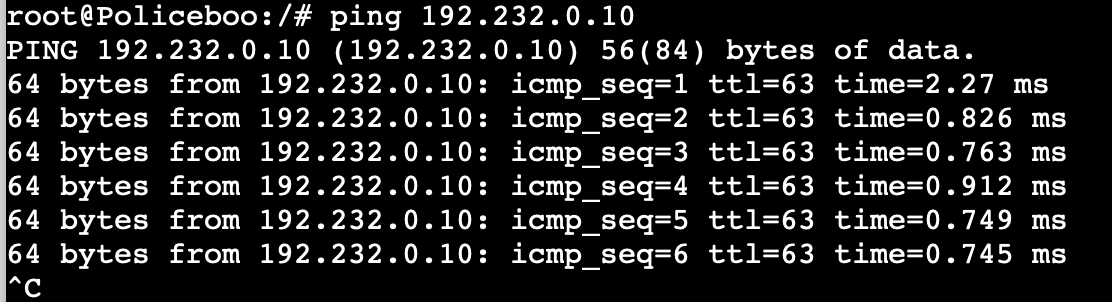 root@Policeboo:/# ping 192.232.0.10
PING 192.232.0.10 (192.232.0.10) 56(84) bytes of data.
64 bytes from 192.232.0.10: icmp_seq=1 ttl=63 time=2.27 ms
64 bytes from 192.232.0.10: icmp_seq=2 ttl=63 time=0.826 ms
64 bytes from 192.232.0.10: icmp_seq=3 ttl=63 time=0.763 ms
64 bytes from 192.232.0.10: icmp_seq=4 ttl=63 time=0.912 ms
64 bytes from 192.232.0.10: icmp_seq=5 ttl=63 time=0.749 ms
64 bytes from 192.232.0.10: icmp_seq=6 ttl=63 time=0.745 ms
^C